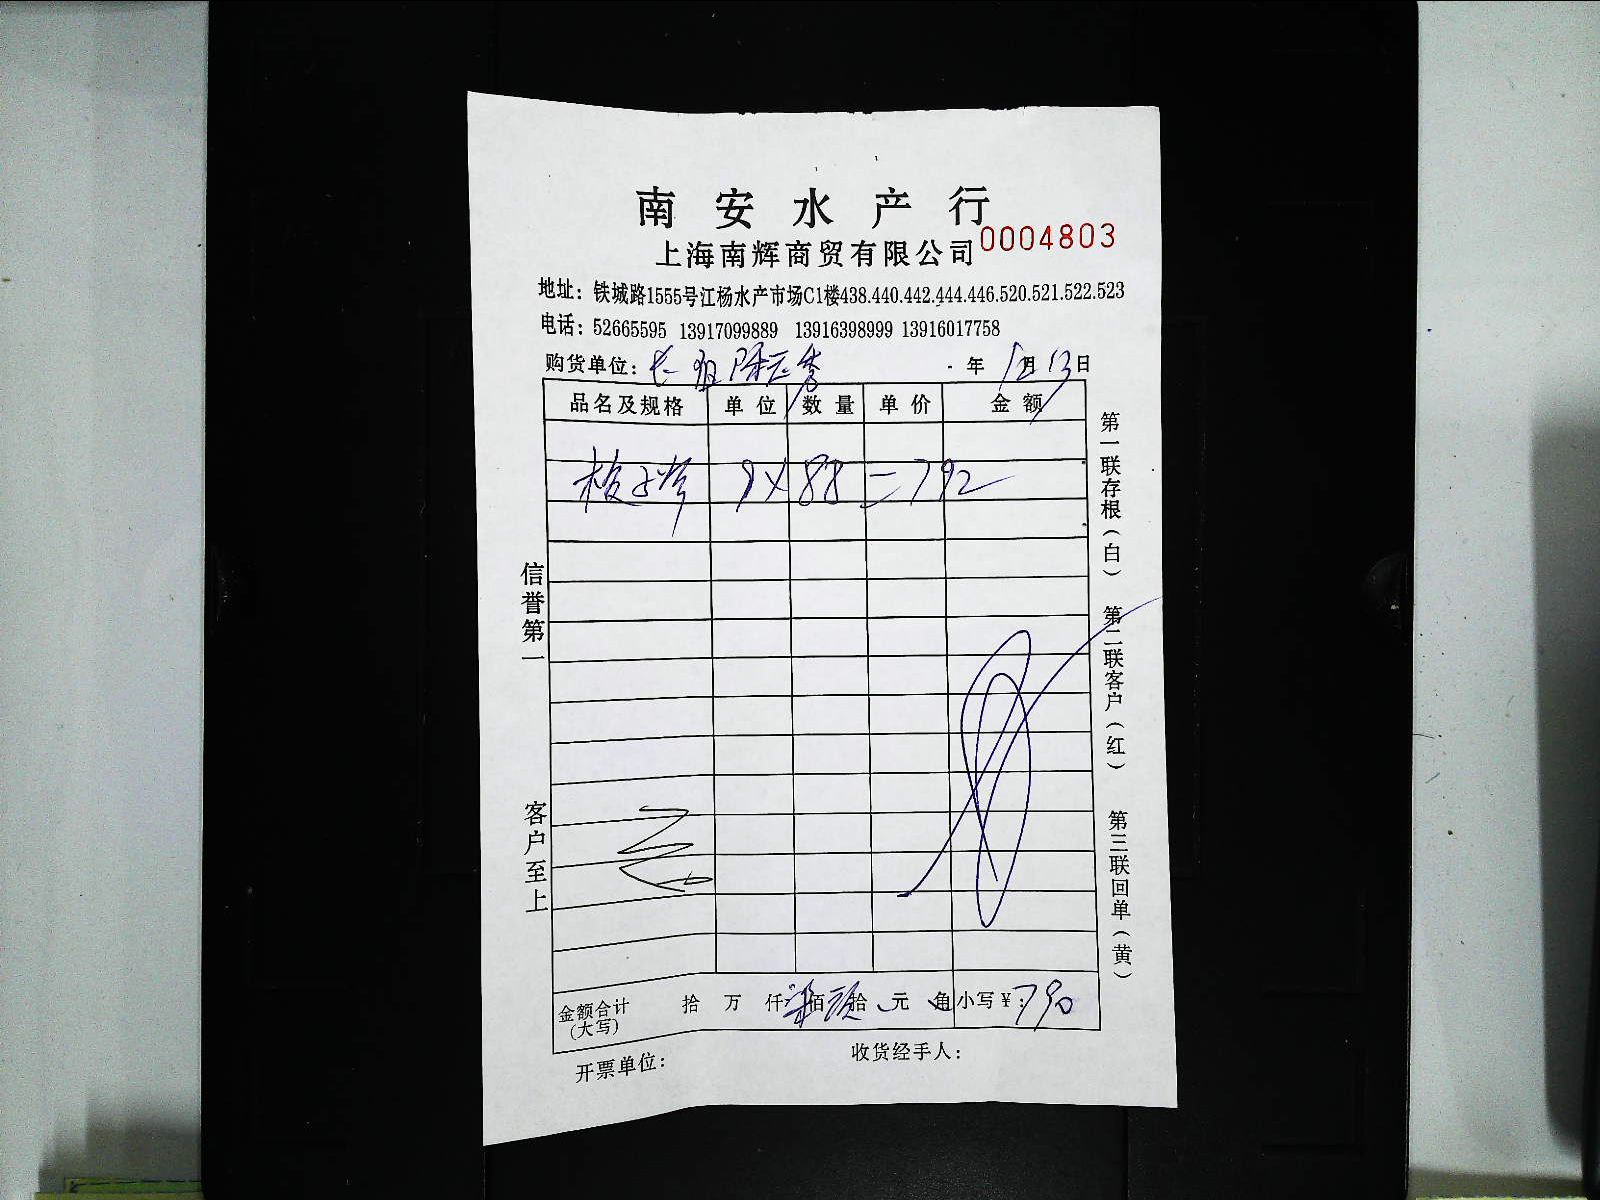 南安水产行
上海南辉商贸有限公司 0004803
地址：铁城路1555号江杨水产市场C1楼438.440.442.444.446.520.521.522.523
电话：52665595 13917099889 13916398999 13916017758
购货单位： 年 12月13日
品名及规格 单位 数量 单价 金额
9×88=792
信誉第一
客户至上
第一联存根（白） 第二联客户（红） 第三联回单（黄）
金额合计（大写） 拾 万 仟 佰 拾 元 角 小写￥：790
开票单位： 收货经手人：